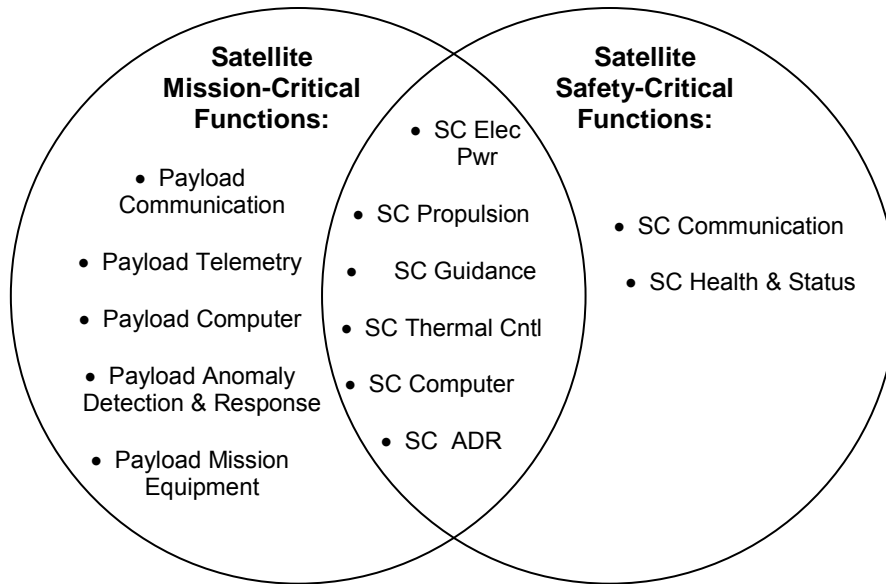 Satellite
Mission-Critical
Functions:
• Payload
Communication
• Payload Telemetry
• Payload Computer
• Payload Anomaly
Detection & Response
• Payload Mission
Equipment
• SC Elec
Pwr
• SC Propulsion
• SC Guidance
• SC Thermal Cntl
• SC Computer
• SC ADR
Satellite
Safety-Critical
Functions:
• SC Communication
• SC Health & Status